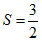 S = 3/2